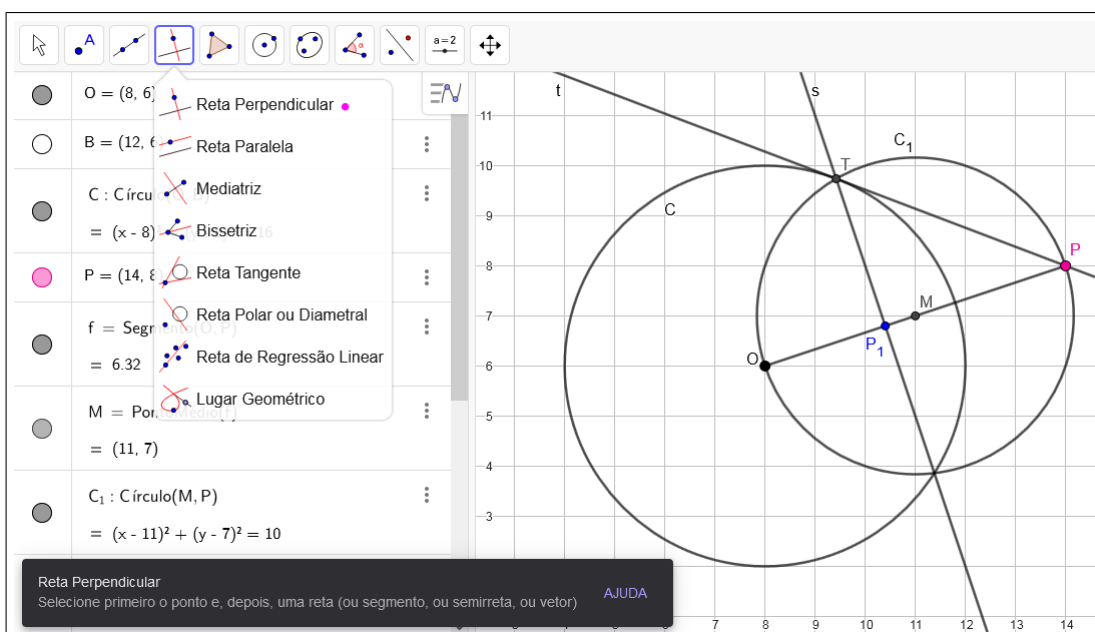 A
a=2
O = (8, 6)
B = (12, 6
C : Círcu
= (x - 8)
16
P = (14, 8
f = Segmento(O, P)
= 6.32
M = PontoMédio(f)
= (11, 7)
C₁ : Círculo(M, P)
= (x - 11)² + (y - 7)² = 10
Reta Perpendicular
Reta Paralela
Mediatriz
Bissetriz
Reta Tangente
Reta Polar ou Diametral
Reta de Regressão Linear
Lugar Geométrico
Reta Perpendicular
Selecione primeiro o ponto e, depois, uma reta (ou segmento, ou semirreta, ou vetor)
AJUDA
t
s
C₁
T
C
P
M
P₁
O
11
10
9
8
7
6
5
4
3
7
8
9
10
11
12
13
14